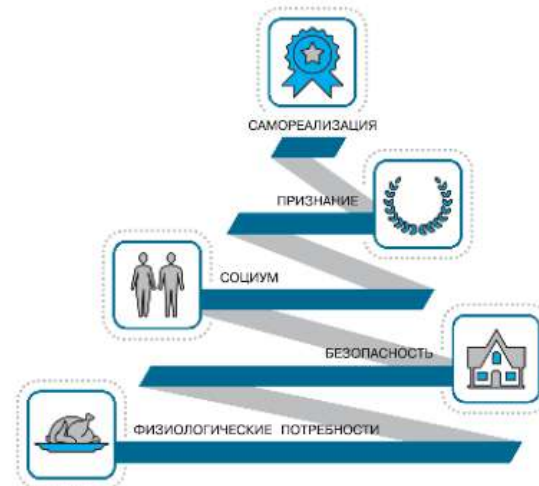 САМОРЕАЛИЗАЦИЯ
ПРИЗНАНИЕ
СОЦИУМ
БЕЗОПАСНОСТЬ
ФИЗИОЛОГИЧЕСКИЕ ПОТРЕБНОСТИ